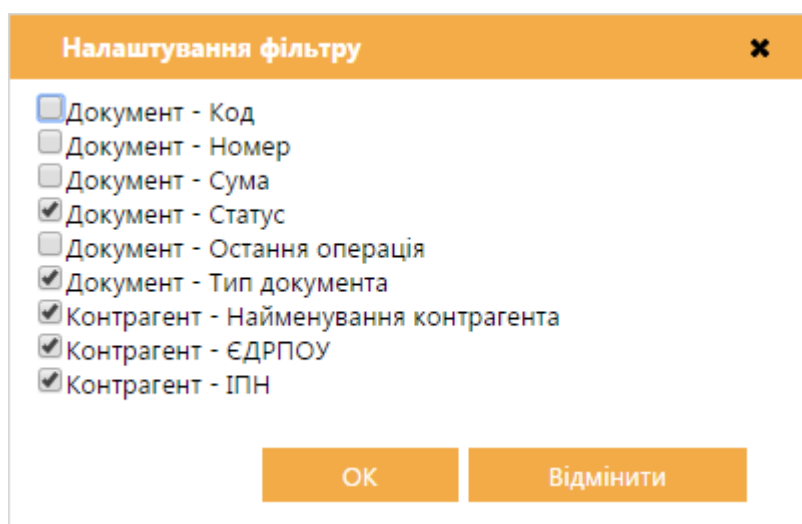 Налаштування фільтру
Документ - Код
Документ - Номер
Документ - Сума
Документ - Статус
Документ - Остання операція
Документ - Тип документа
Контрагент - Найменування контрагента
Контрагент - ЄДРПОУ
Контрагент - ІПН
ОК Відмінити